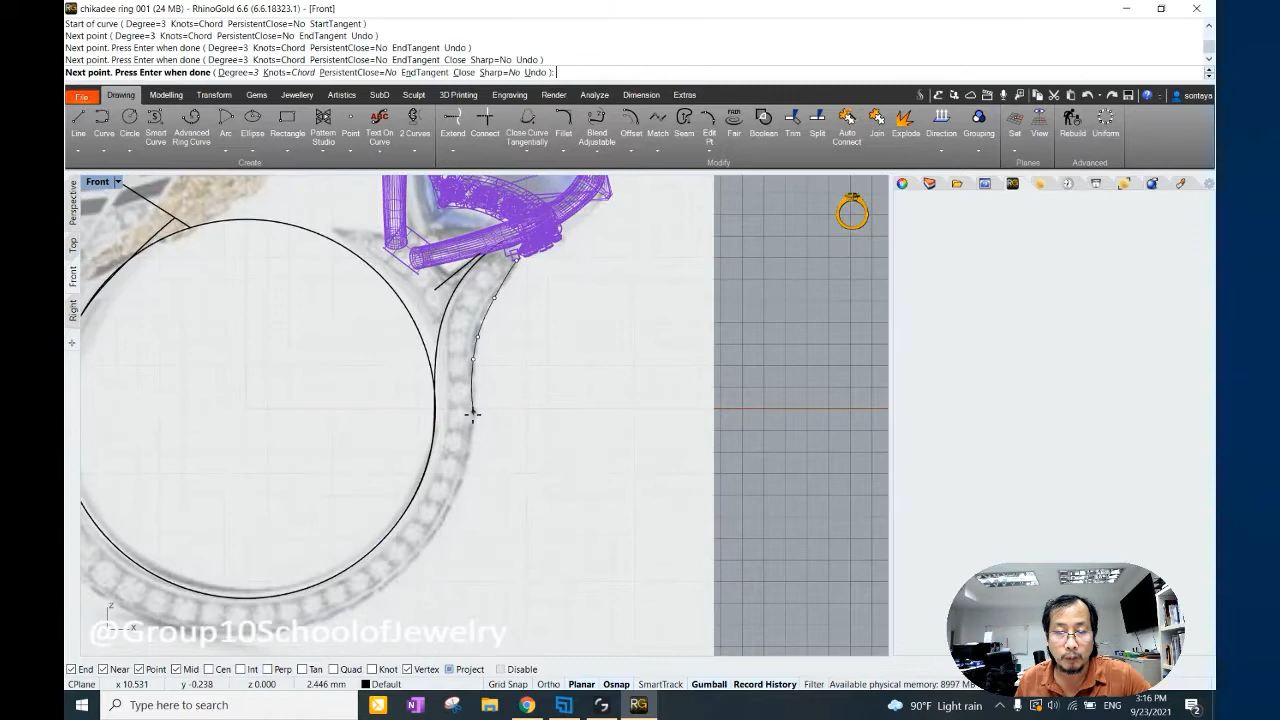 chikadee ring 001 (24 MB) - RhinoGold 6 (6.6.18323.1) - [Front]
Start of curve ( Degree=3 Knots=Chord PersistentClose=No StartTangent )
Next point ( Degree=3 Knots=Chord PersistentClose=No EndTangent Undo )
Next point. Press Enter when done ( Degree=3 Knots=Chord PersistentClose=No EndTangent Undo )
Next point. Press Enter when done ( Degree=3 Knots=Chord PersistentClose=No EndTangent Close Sharp=No Undo )
Next point. Press Enter when done ( Degree=3 Knots=Chord PersistentClose=No EndTangent Close Sharp=No Undo ):
File Drawing Modelling Transform Gems Jewellery Artists SubD Sculpt 3D Printing Engraving Render Analyze Dimension Extras sontaya
Line Curve Circle Smart Curve Advanced Ring Curve Arc Ellipse Rectangle Pattern Studio Point Text On Curve 2 Curves Extend Connect Close Curve Tangentially Fillet Blend Adjustable Offset Match Seam Edit Pt Fair Boolean Trim Split Auto Connect Join Explode Direction Grouping Set View Rebuild Uniform
Create Modify Planes Advanced
Front
Perspective
Top
Front
Right
z
x
@Group10SchoolofJewelry
End Near Point Mid Cen Int Perp Tan Quad Knot Vertex Project Disable
CPlane x 10.531 y -0.238 z 0.000 2.446 mm Default Grid Snap Ortho Planar Osnap SmartTrack Gumball Record History Filter Available physical memory: 8997 MB
Type here to search
90°F Light rain
ENG
3:16 PM
9/23/2021
2